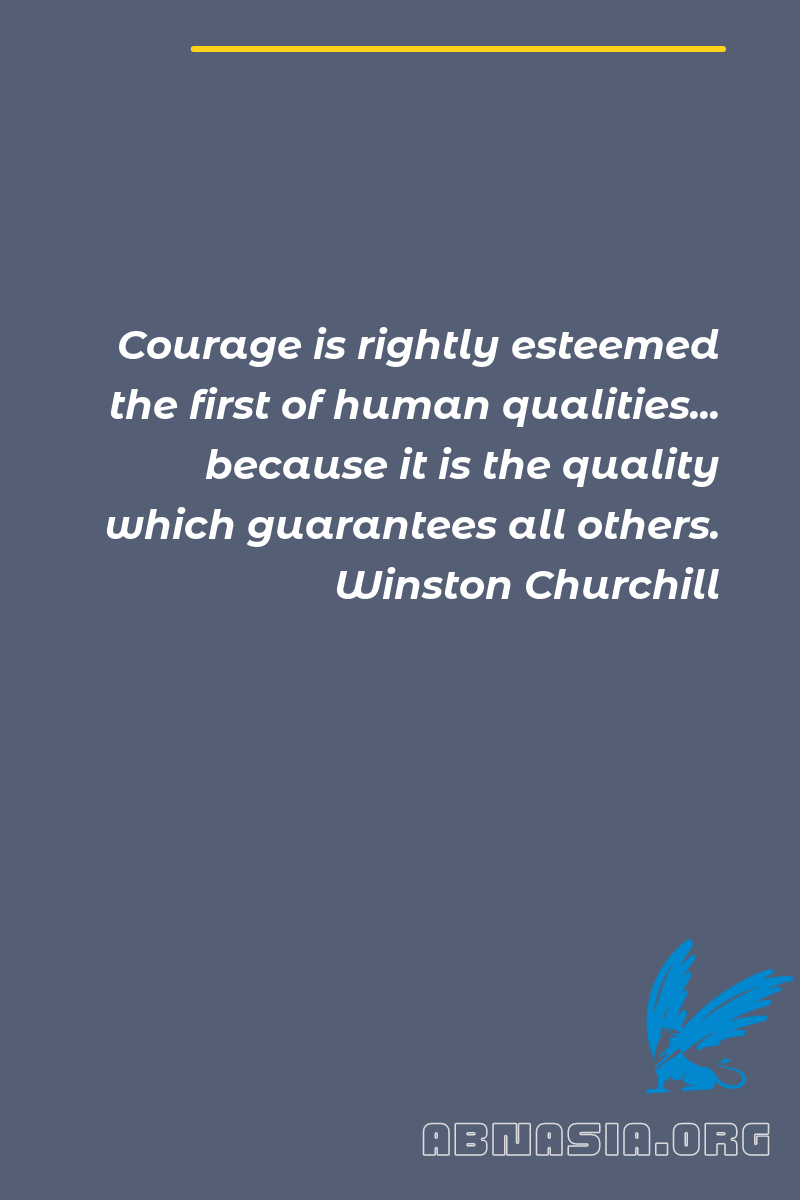 Courage is rightly esteemed
the first of human qualities...
because it is the quality
which guarantees all others.
Winston Churchill
ABNASIA.ORG